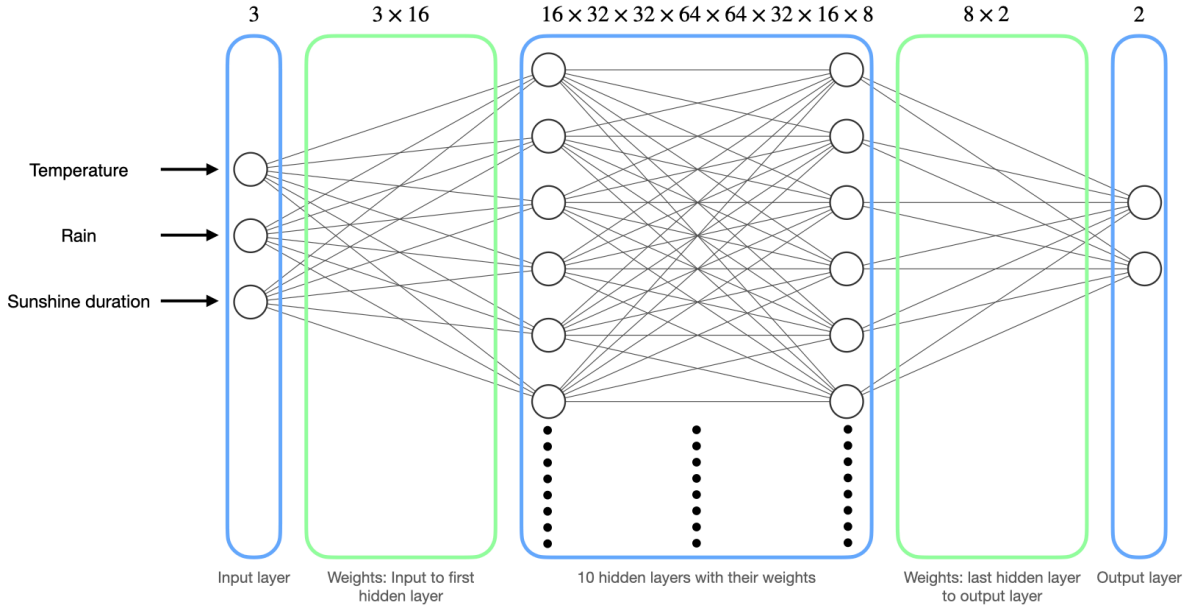 3
3 × 16
16 × 32 × 32 × 64 × 64 × 32 × 16 × 8
8 × 2
2
Temperature
Rain
Sunshine duration
Input layer
Weights: Input to first
hidden layer
10 hidden layers with their weights
Weights: last hidden layer
to output layer
Output layer